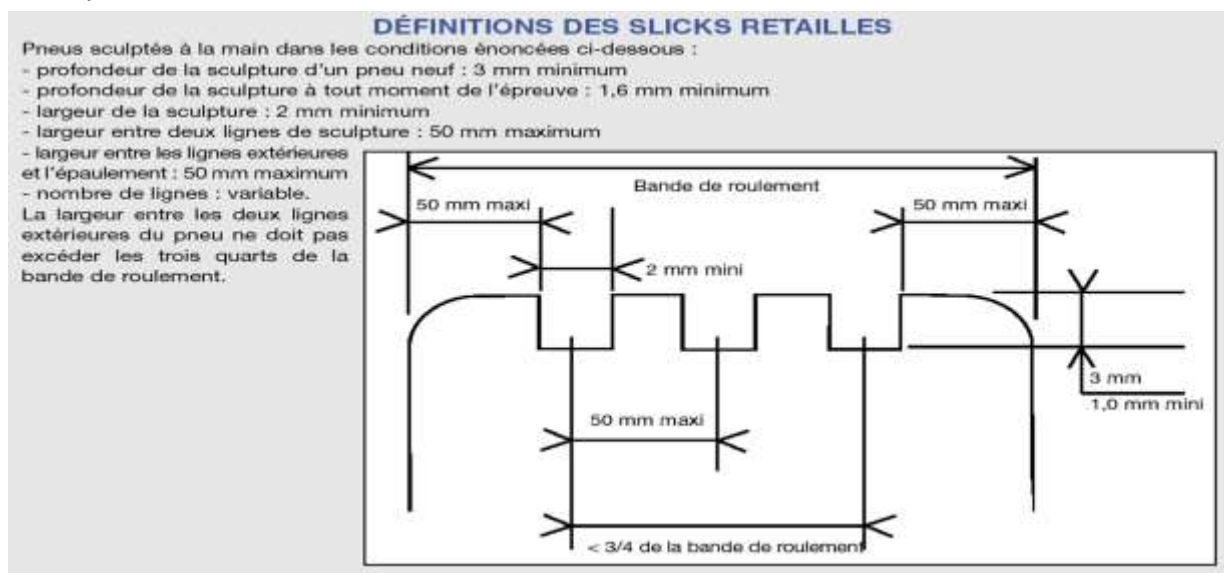 DÉFINITIONS DES SLICKS RETAILLES
Pneus sculptés à la main dans les conditions énoncées ci-dessous :
- profondeur de la sculpture d'un pneu neuf : 3 mm minimum
- profondeur de la sculpture à tout moment de l'épreuve : 1,6 mm minimum
- largeur de la sculpture : 2 mm minimum
- largeur entre deux lignes de sculpture : 50 mm maximum
- largeur entre les lignes extérieures
et l'épaulement : 50 mm maximum
- nombre de lignes : variable.
La largeur entre les deux lignes
extérieures du pneu ne doit pas
excéder les trois quarts de la
bande de roulement.
Bande de roulement
50 mm maxi
50 mm maxi
2 mm mini
3 mm
1,0 mm mini
50 mm maxi
< 3/4 de la bande de roulement